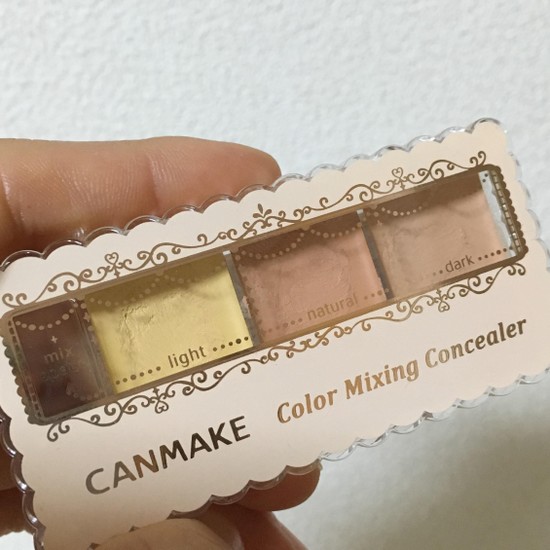 mix
light
natural
dark
CANMAKE
Color Mixing Concealer